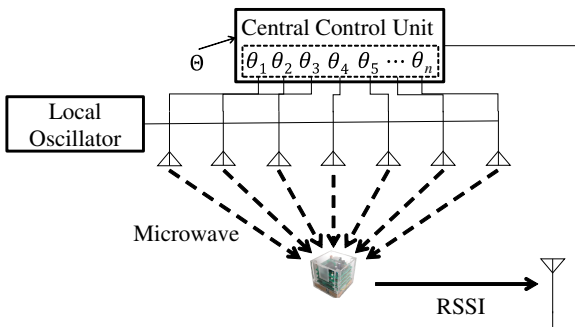 Central Control Unit
Θ
θ1 θ2 θ3 θ4 θ5 ⋯ θn
Local
Oscillator
Microwave
RSSI